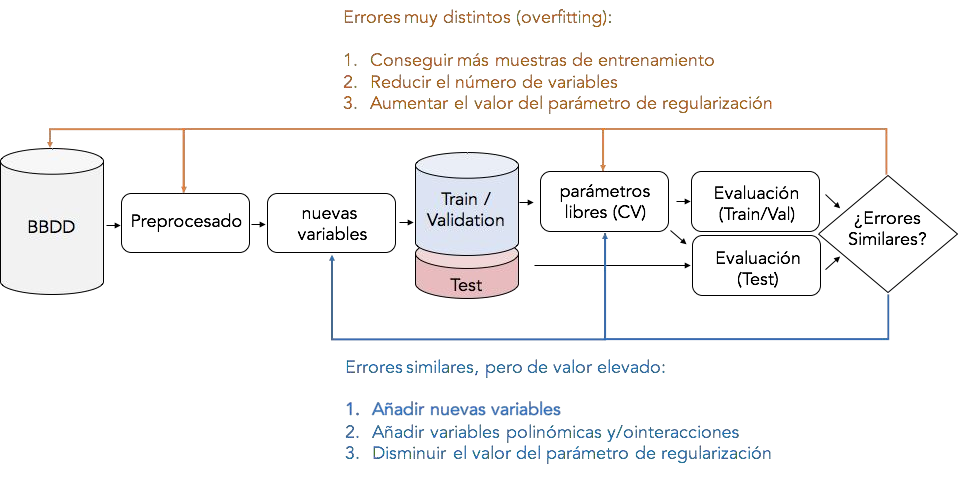 Errores muy distintos (overfitting):
1. Conseguir más muestras de entrenamiento
2. Reducir el número de variables
3. Aumentar el valor del parámetro de regularización
BBDD
Preprocesado
nuevas
variables
Train /
Validation
Test
parámetros
libres (CV)
Evaluación
(Train/Val)
Evaluación
(Test)
¿Errores
Similares?
Errores similares, pero de valor elevado:
1. Añadir nuevas variables
2. Añadir variables polinómicas y/ointeracciones
3. Disminuir el valor del parámetro de regularización